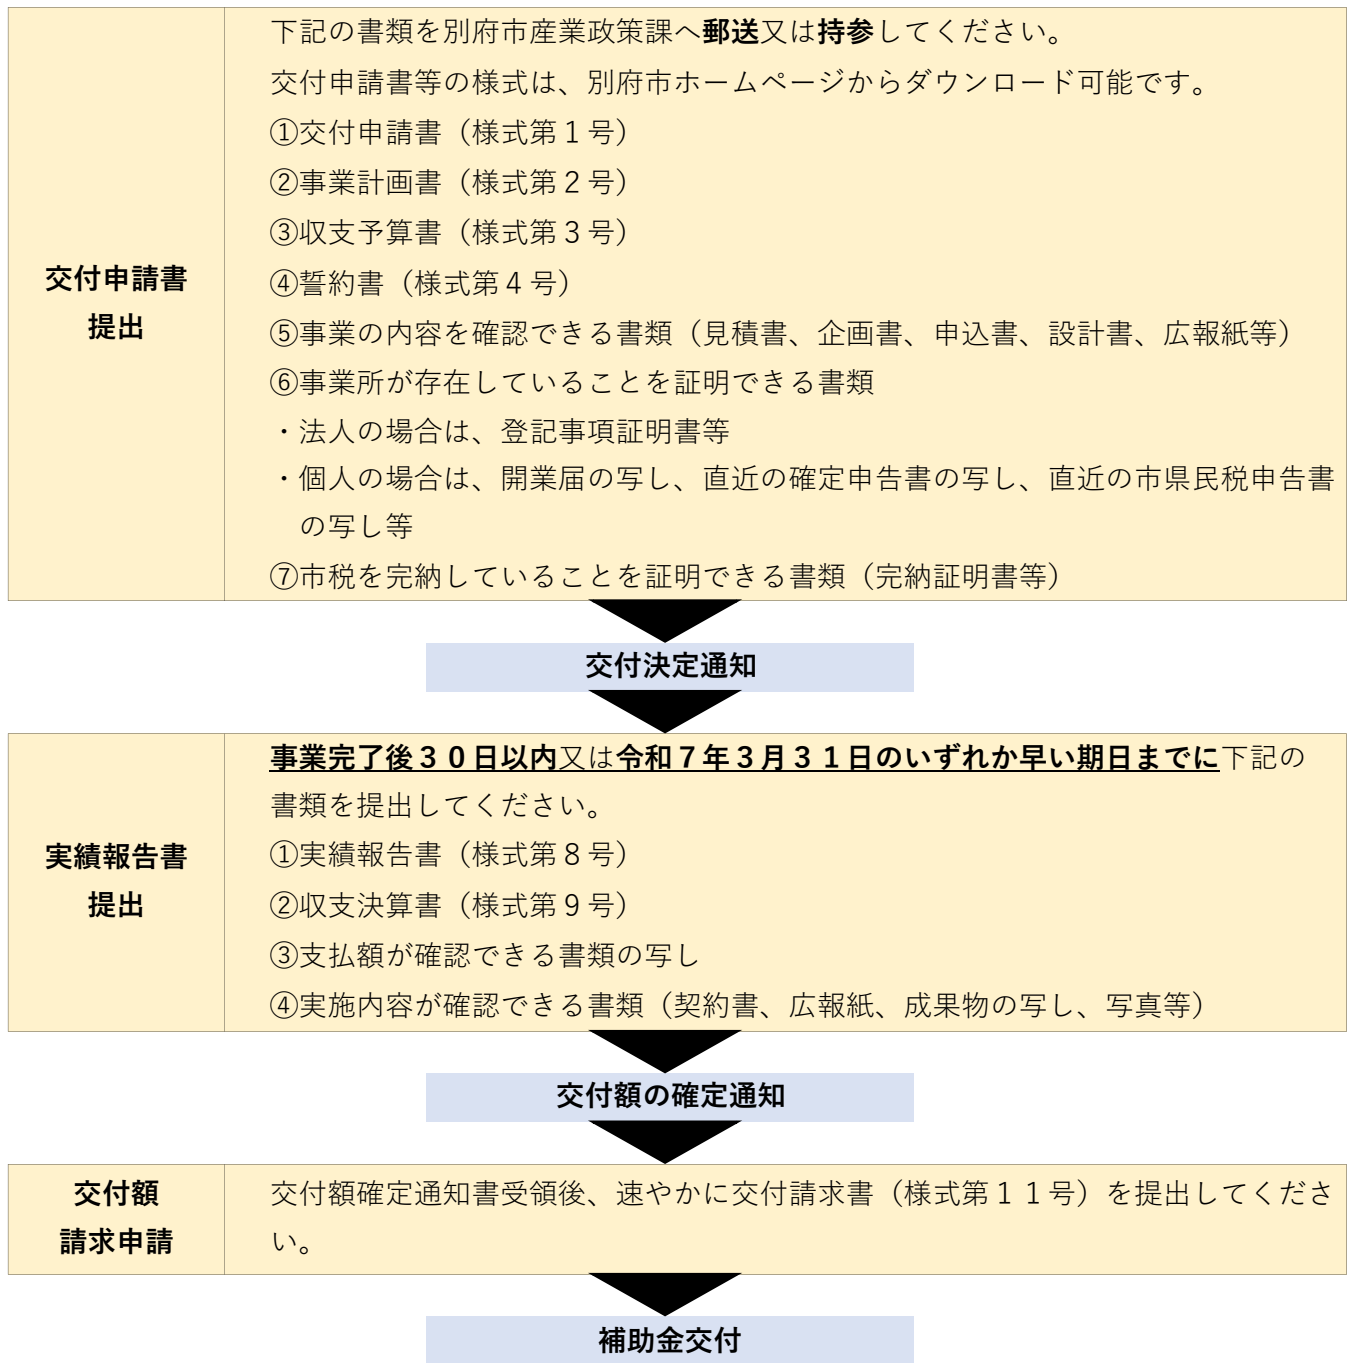 下記の書類を別府市産業政策課へ郵送又は持参してください。
交付申請書等の様式は、別府市ホームページからダウンロード可能です。
①交付申請書（様式第１号）
②事業計画書（様式第２号）
③収支予算書（様式第３号）
交付申請書
提出
④誓約書（様式第４号）
⑤事業の内容を確認できる書類（見積書、企画書、申込書、設計書、広報紙等）
⑥事業所が存在していることを証明できる書類
・法人の場合は、登記事項証明書等
・個人の場合は、開業届の写し、直近の確定申告書の写し、直近の市県民税申告書
の写し等
⑦市税を完納していることを証明できる書類（完納証明書等）
交付決定通知
事業完了後３０日以内又は令和７年３月３１日のいずれか早い期日までに下記の
書類を提出してください。
実績報告書
提出
①実績報告書（様式第８号）
②収支決算書（様式第９号）
③支払額が確認できる書類の写し
④実施内容が確認できる書類（契約書、広報紙、成果物の写し、写真等）
交付額の確定通知
交付額
請求申請
交付額確定通知書受領後、速やかに交付請求書（様式第１１号）を提出してくださ
い。
補助金交付